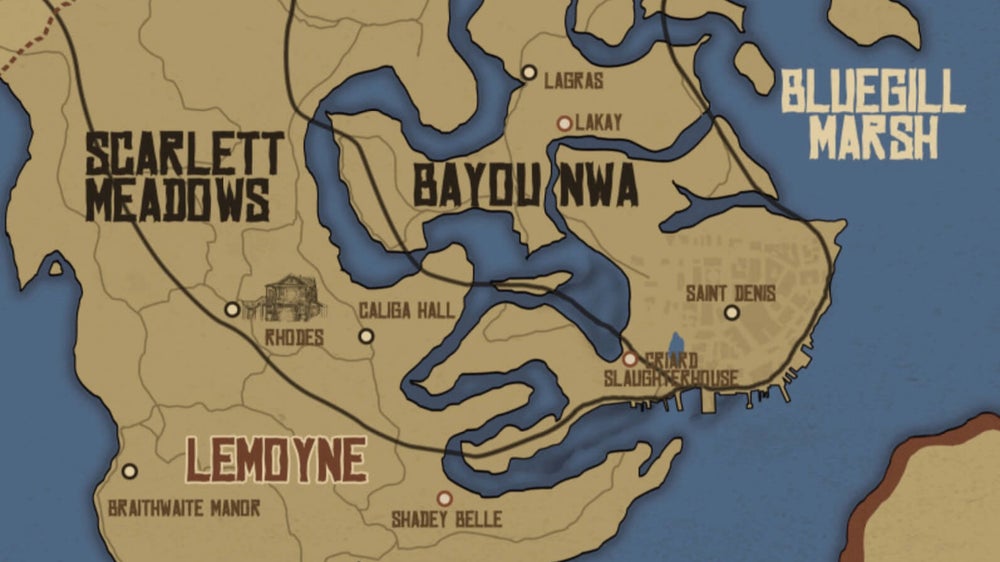 LAGRAS
BLUEGILL
MARSH
LAKAY
SCARLETT
MEADOWS
BAYOU NWA
SAINT DENIS
RHODES
CALIGA HALL
GRIARD
SLAUGHTERHOUSE
LEMOYNE
BRAITHWAITE MANOR
SHADEY BELLE